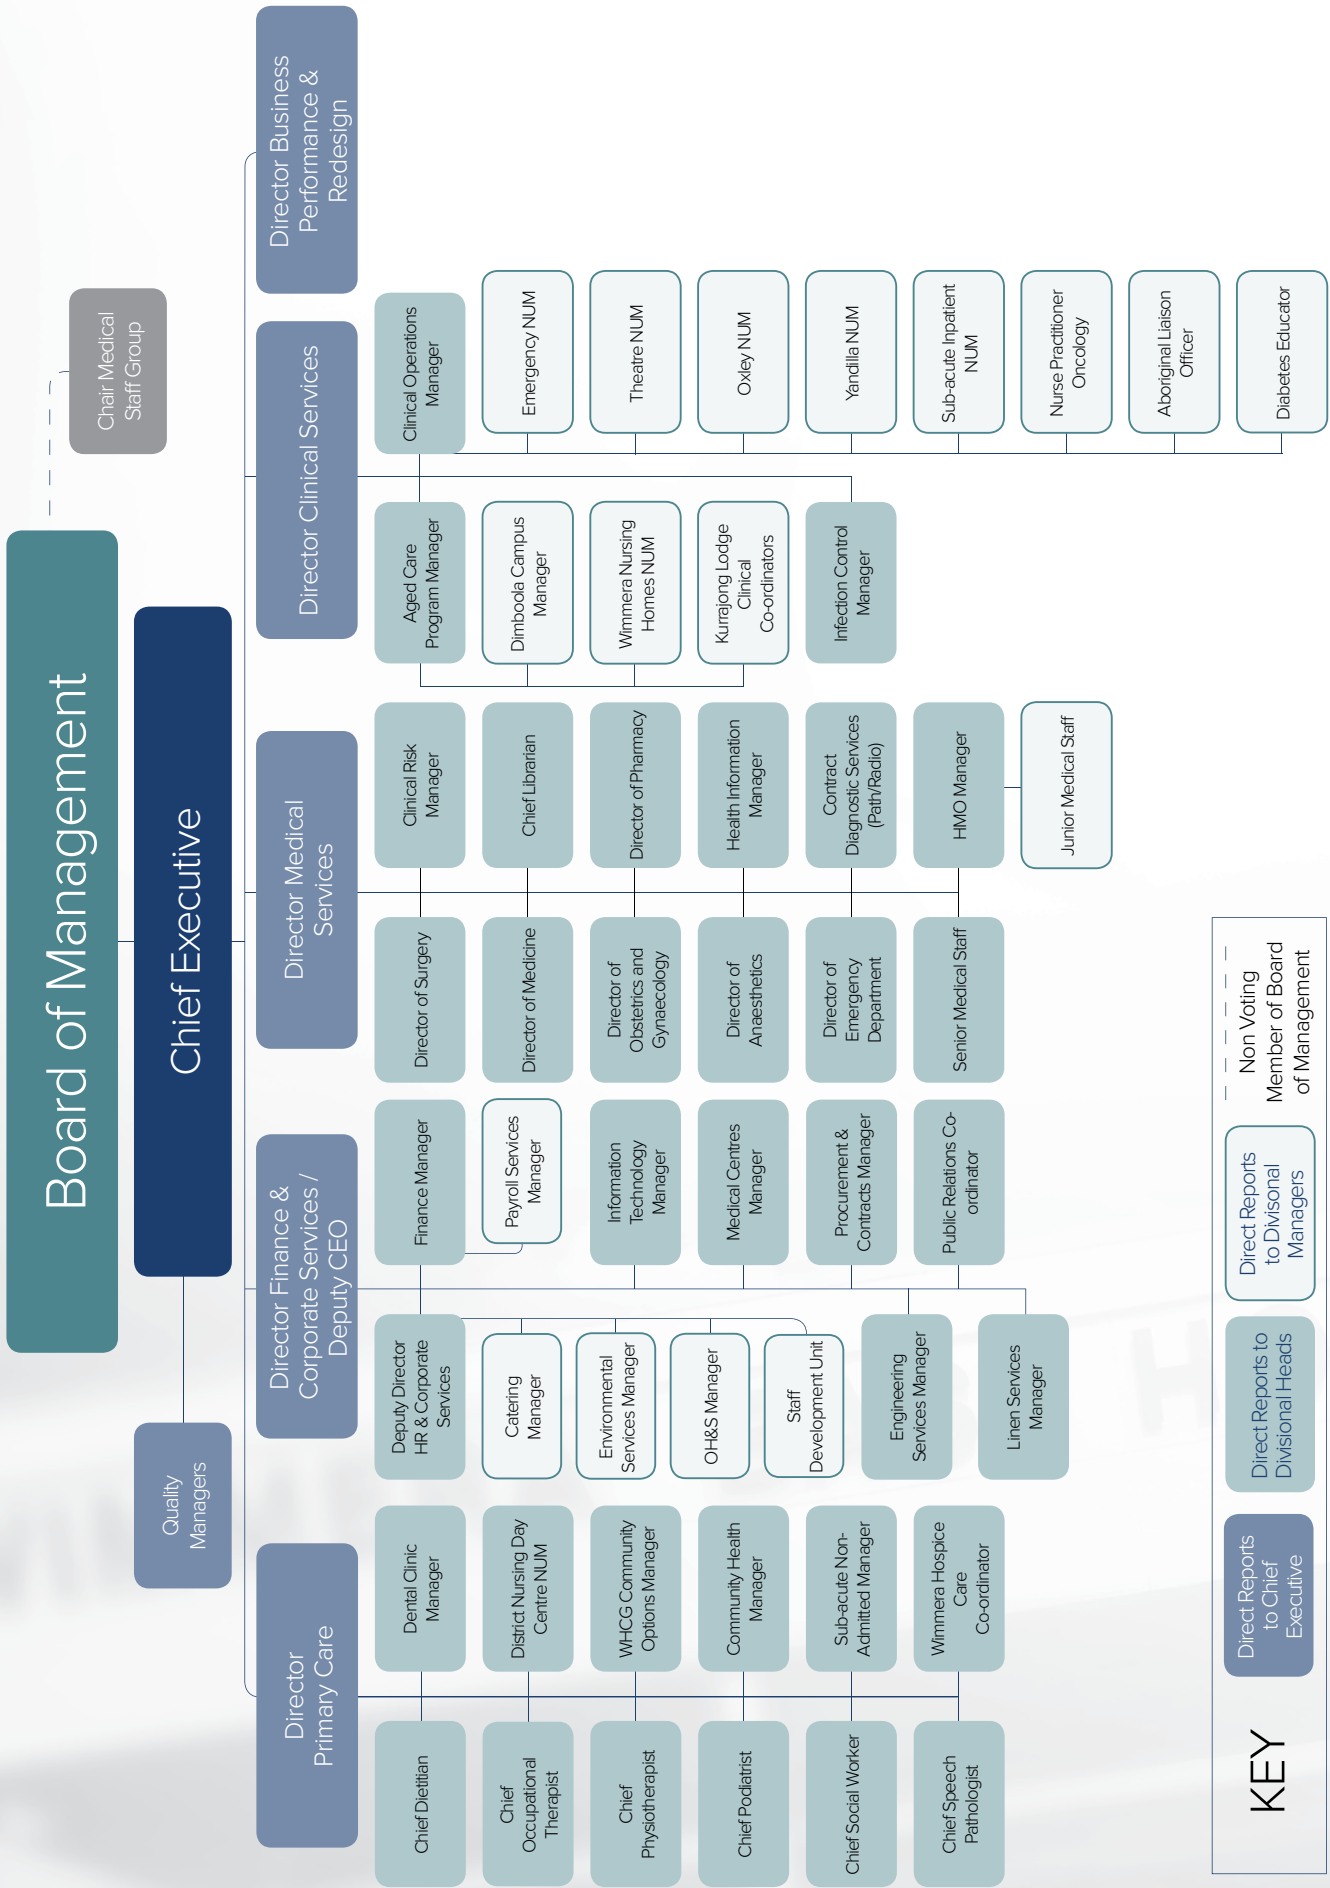 Board of Management
Chair Medical
Staff Group
Chief Executive
Quality
Managers
Director
Primary Care
Director Finance &
Corporate Services /
Deputy CEO
Director Medical
Services
Director Clinical Services
Director Business
Performance &
Redesign
Chief Dietitian
Chief
Occupational
Therapist
Chief
Physiotherapist
Chief Podiatrist
Chief Social Worker
Chief Speech
Pathologist
Dental Clinic
Manager
District Nursing Day
Centre NUM
WHCG Community
Options Manager
Community Health
Manager
Sub-acute Non-
Admitted Manager
Wimmera Hospice
Care
Co-ordinator
Deputy Director
HR & Corporate
Services
Catering
Manager
Environmental
Services Manager
OH&S Manager
Staff
Development Unit
Engineering
Services Manager
Linen Services
Manager
Finance Manager
Payroll Services
Manager
Information
Technology
Manager
Medical Centres
Manager
Procurement &
Contracts Manager
Public Relations Co-
ordinator
Director of Surgery
Director of Medicine
Director of
Obstetrics and
Gynaecology
Director of
Anaesthetics
Director of
Emergency
Department
Senior Medical Staff
Clinical Risk
Manager
Chief Librarian
Director of Pharmacy
Health Information
Manager
Contract
Diagnostic Services
(Path/Radio)
HMO Manager
Junior Medical Staff
Aged Care
Program Manager
Dimboola Campus
Manager
Wimmera Nursing
Homes NUM
Kurrajong Lodge
Clinical
Co-ordinators
Infection Control
Manager
Clinical Operations
Manager
Emergency NUM
Theatre NUM
Oxley NUM
Yandilla NUM
Sub-acute Inpatient
NUM
Nurse Practitioner
Oncology
Aboriginal Liaison
Officer
Diabetes Educator
KEY
Direct Reports
to Chief
Executive
Direct Reports to
Divisional Heads
Direct Reports
to Divisonal
Managers
Non Voting
Member of Board
of Management